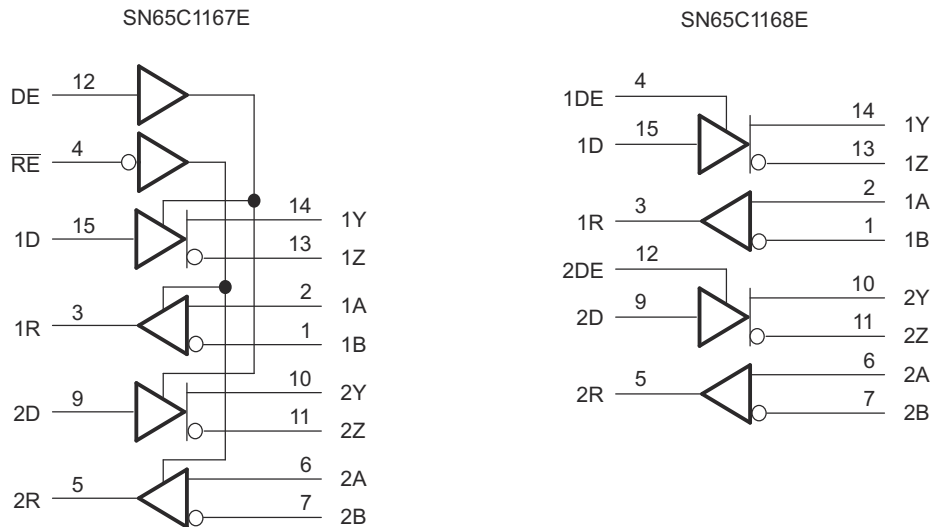 SN65C1167E
DE 12
RE 4
1D 15 14 1Y
13 1Z
1R 3 2 1A
1 1B
2D 9 10 2Y
11 2Z
2R 5 6 2A
7 2B
SN65C1168E
1DE 4
1D 15 14 1Y
13 1Z
1R 3 2 1A
1 1B
2DE 12
2D 9 10 2Y
11 2Z
2R 5 6 2A
7 2B